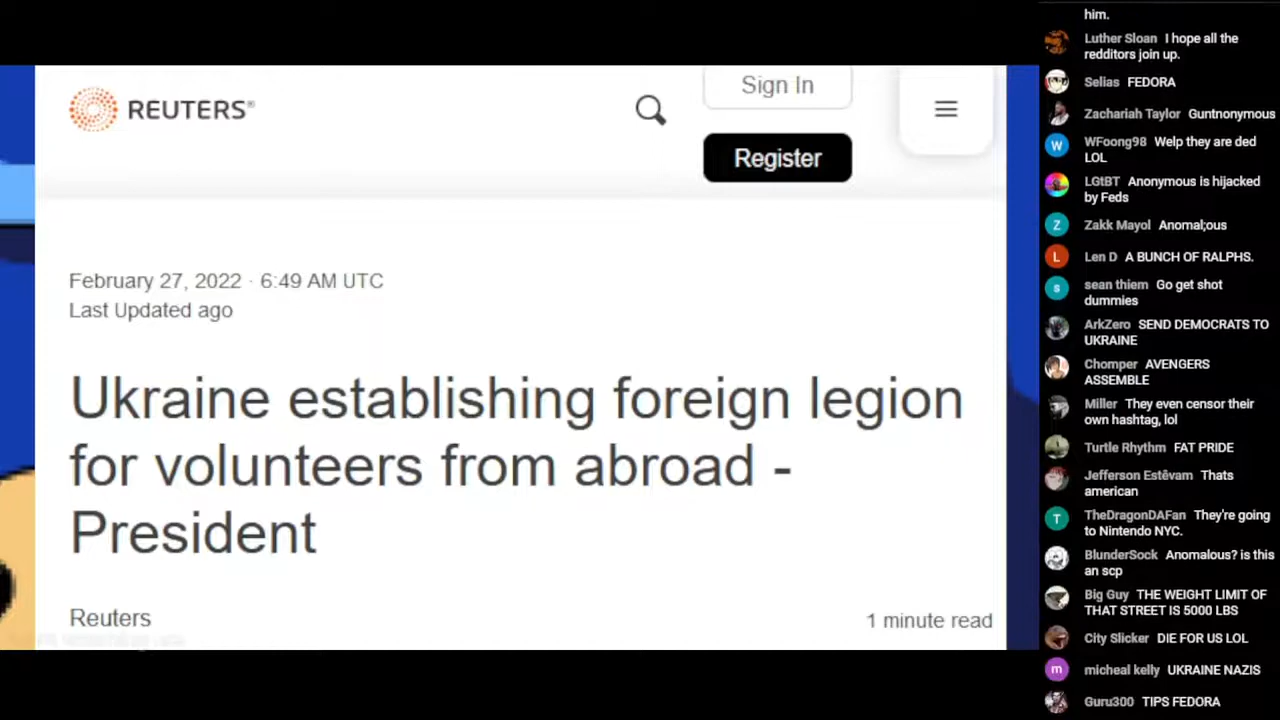 REUTERS®
Sign In
Register
February 27, 2022 · 6:49 AM UTC
Last Updated ago
Ukraine establishing foreign legion
for volunteers from abroad -
President
Reuters
1 minute read
him.
Luther Sloan I hope all the
redditors join up.
Selias FEDORA
Zachariah Taylor Guntnonymous
W
WFoong98 Welp they are ded
LOL
LGtBT Anonymous is hijacked
by Feds
Z
Zakk Mayol Anomal;ous
L
Len D A BUNCH OF RALPHS.
s
sean thiem Go get shot
dummies
ArkZero SEND DEMOCRATS TO
UKRAINE
Chomper AVENGERS
ASSEMBLE
Miller They even censor their
own hashtag, lol
Turtle Rhythm FAT PRIDE
Jefferson Estêvam Thats
american
T
TheDragonDAFan They're going
to Nintendo NYC.
BlunderSock Anomalous? is this
an scp
Big Guy THE WEIGHT LIMIT OF
THAT STREET IS 5000 LBS
City Slicker DIE FOR US LOL
m
micheal kelly UKRAINE NAZIS
Guru300 TIPS FEDORA